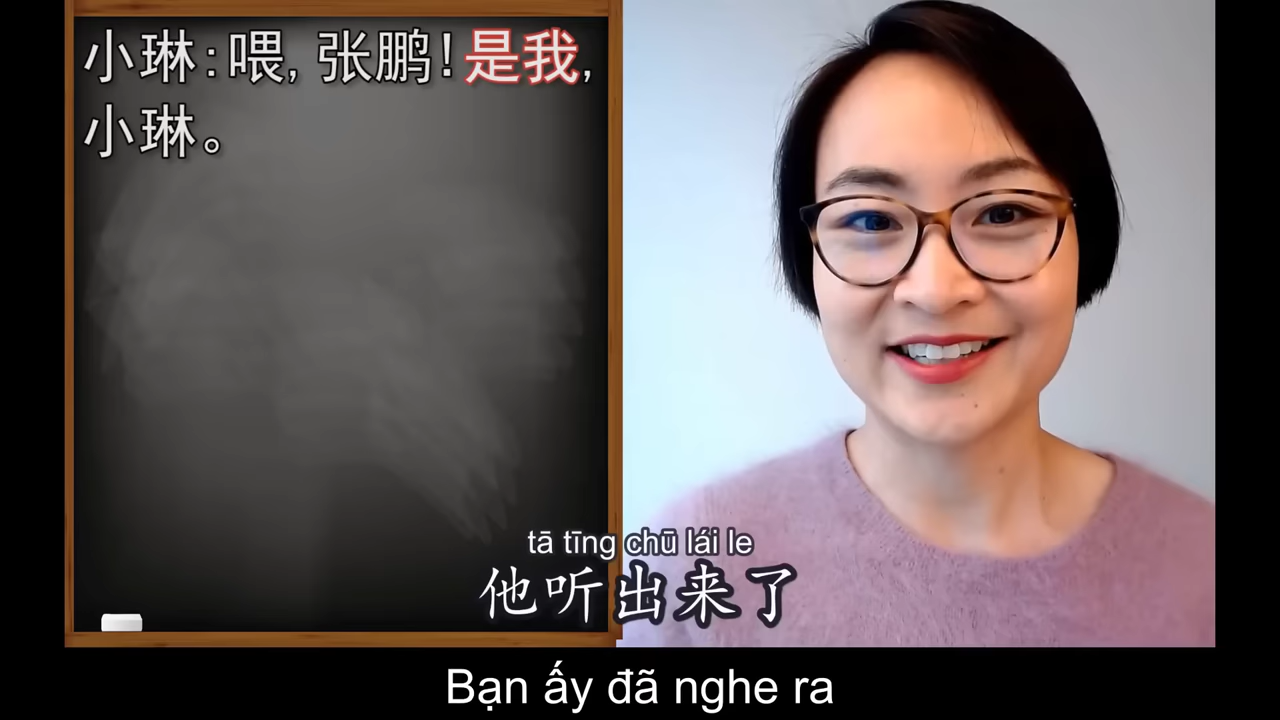 小琳:喂,张鹏!是我,
小琳。
tā tīng chū lái le
他听出来了
Bạn ấy đã nghe ra